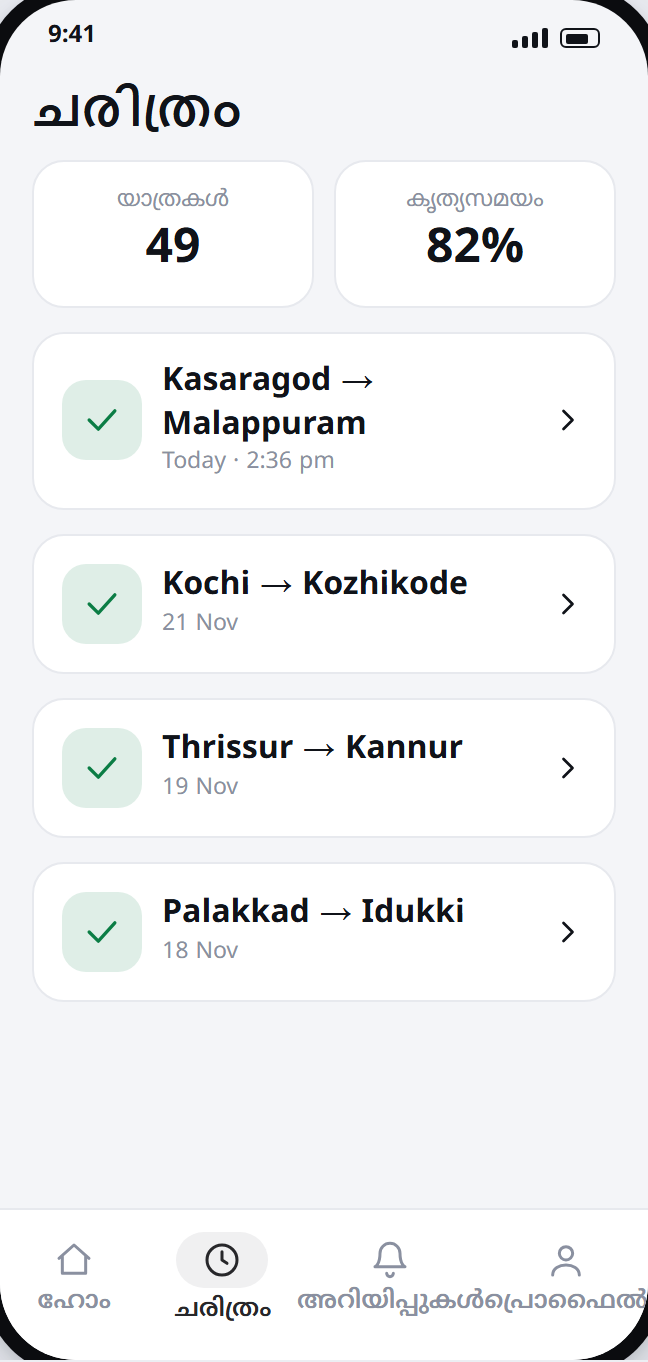 9:41
ചരിത്രം
യാത്രകൾ
49
കൃത്യസമയം
82%
Kasaragod →
Malappuram
Today · 2:36 pm
Kochi → Kozhikode
21 Nov
Thrissur → Kannur
19 Nov
Palakkad → Idukki
18 Nov
ഹോം
ചരിത്രം
അറിയിപ്പുകൾ
പ്രൊഫൈൽ